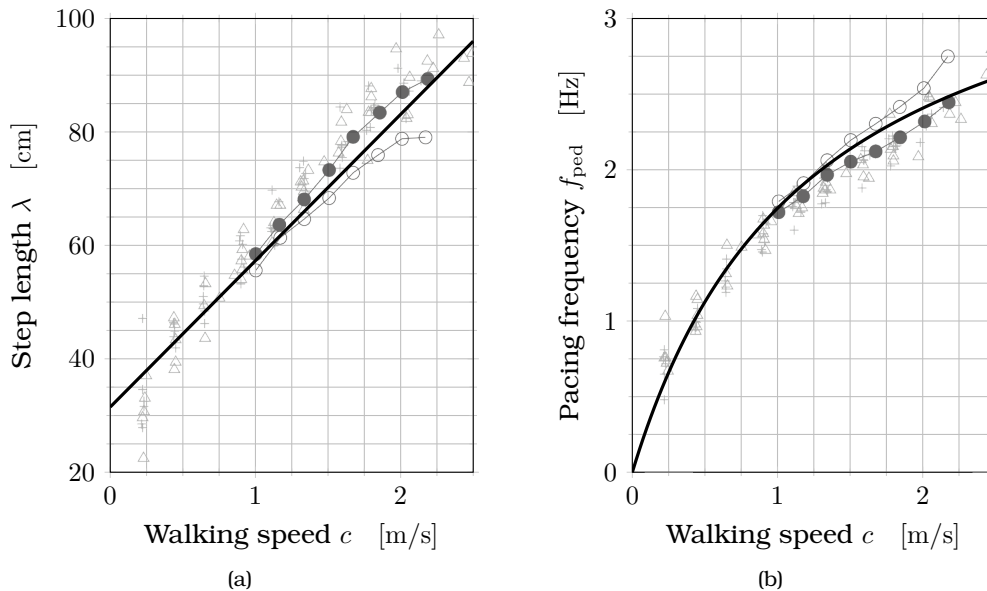 100
80
60
40
20
Step length λ [cm]
0
1
2
Walking speed c [m/s]
(a)
3
2
1
0
Pacing frequency f_ped [Hz]
0
1
2
Walking speed c [m/s]
(b)